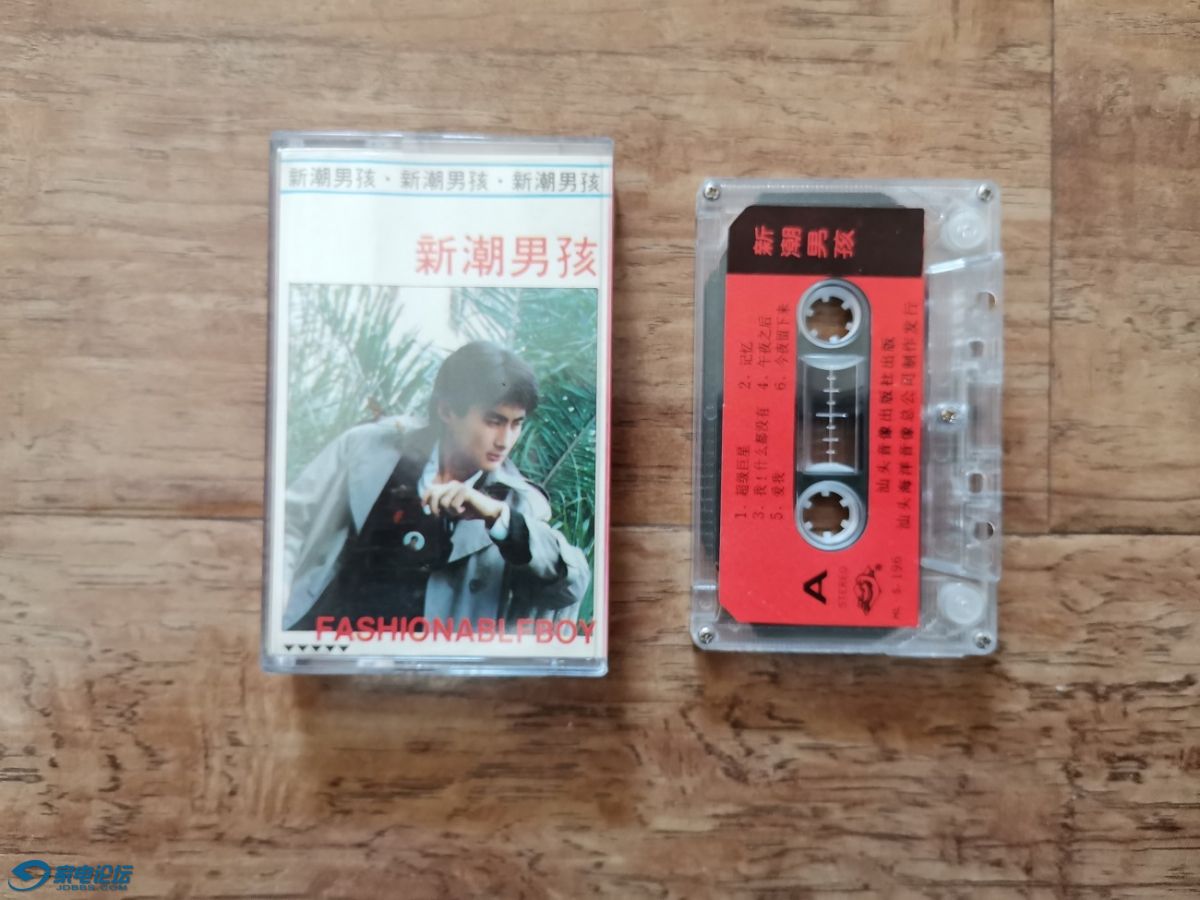 新潮男孩·新潮男孩·新潮男孩
新潮男孩
FASHIONABLFBOY
新潮男孩
1. 超级巨星 2. 记忆
3. 我!什么都没有 4. 午夜之后
5. 爱我 6. 今夜留下来
汕头音像出版社出版
汕头海洋音像总公司制作发行
A
STEREO
HL S-196
家电论坛
JDBBS.COM